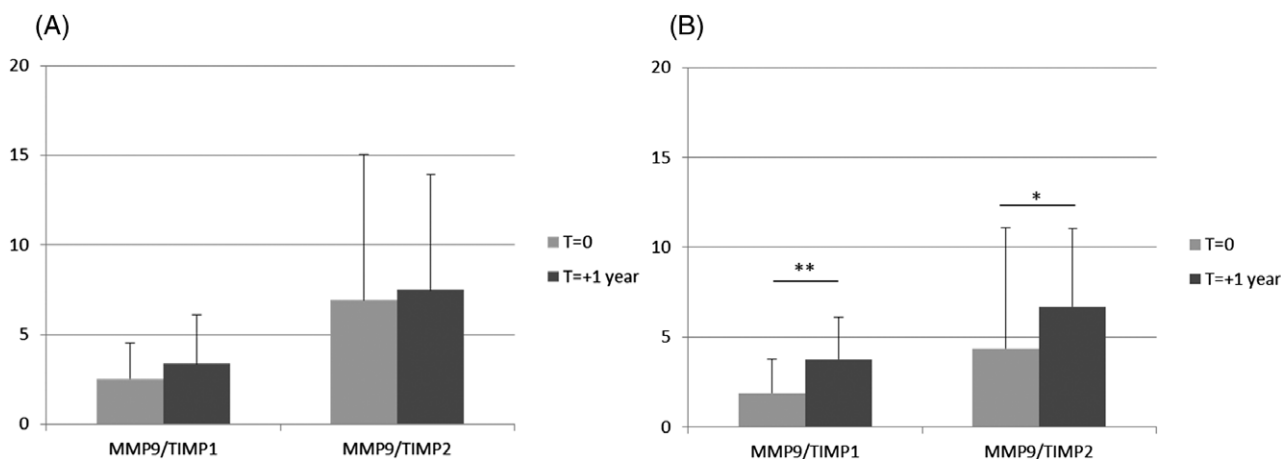 (A)
20
15
10
5
0
MMP9/TIMP1
MMP9/TIMP2
T=0
T=+1 year
(B)
20
15
10
5
0
**
*
MMP9/TIMP1
MMP9/TIMP2
T=0
T=+1 year